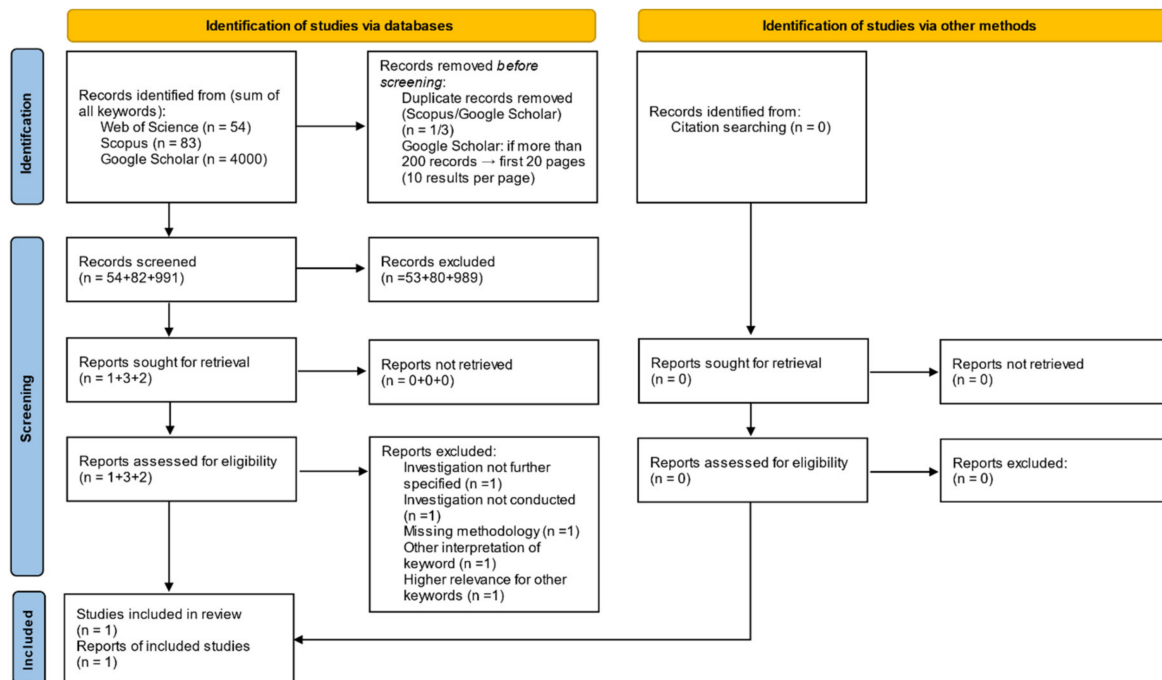 Identification of studies via databases
Identification of studies via other methods
Identifcation
Records identified from (sum of
all keywords):
Web of Science (n = 54)
Scopus (n = 83)
Google Scholar (n = 4000)
Records removed before
screening:
Duplicate records removed
(Scopus/Google Scholar)
(n = 1/3)
Google Scholar: if more than
200 records → first 20 pages
(10 results per page)
Records identified from:
Citation searching (n = 0)
Screening
Records screened
(n = 54+82+991)
Records excluded
(n =53+80+989)
Reports sought for retrieval
(n = 1+3+2)
Reports not retrieved
(n = 0+0+0)
Reports sought for retrieval
(n = 0)
Reports not retrieved
(n = 0)
Reports assessed for eligibility
(n = 1+3+2)
Reports excluded:
Investigation not further
specified (n =1)
Investigation not conducted
(n =1)
Missing methodology (n =1)
Other interpretation of
keyword (n =1)
Higher relevance for other
keywords (n =1)
Reports assessed for eligibility
(n = 0)
Reports excluded:
(n = 0)
Included
Studies included in review
(n = 1)
Reports of included studies
(n = 1)